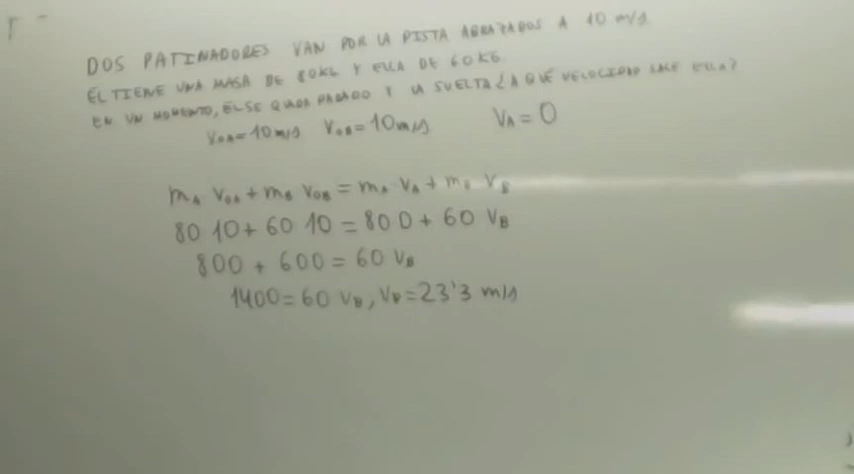 DOS PATINADORES VAN POR LA PISTA ABRAZADOS A 10 m/s
ÉL TIENE UNA MASA DE 80KG Y ELLA DE 60KG.
EN UN MOMENTO, ÉL SE QUEDA PARADO Y LA SUELTA ¿A QUÉ VELOCIDAD SALE ELLA?
V0A=10m/s V0B=10m/s VA=0
mA V0A+mB V0B=mA VA+mB VB
80 10+60 10=80 0+60 VB
800+600=60 VB
1400=60 VB, VB=23'3 m/s